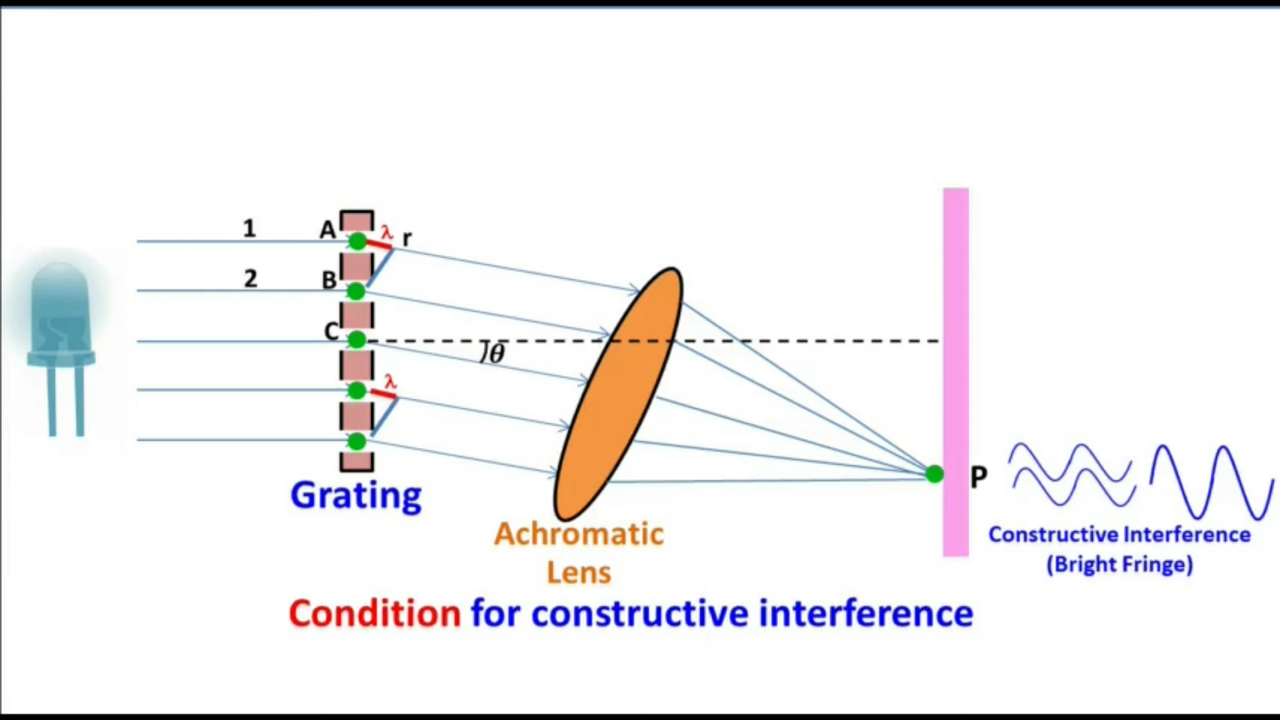 1
A
λ
r
2
B
C
θ
λ
Grating
P
Achromatic
Lens
Constructive Interference
(Bright Fringe)
Condition for constructive interference